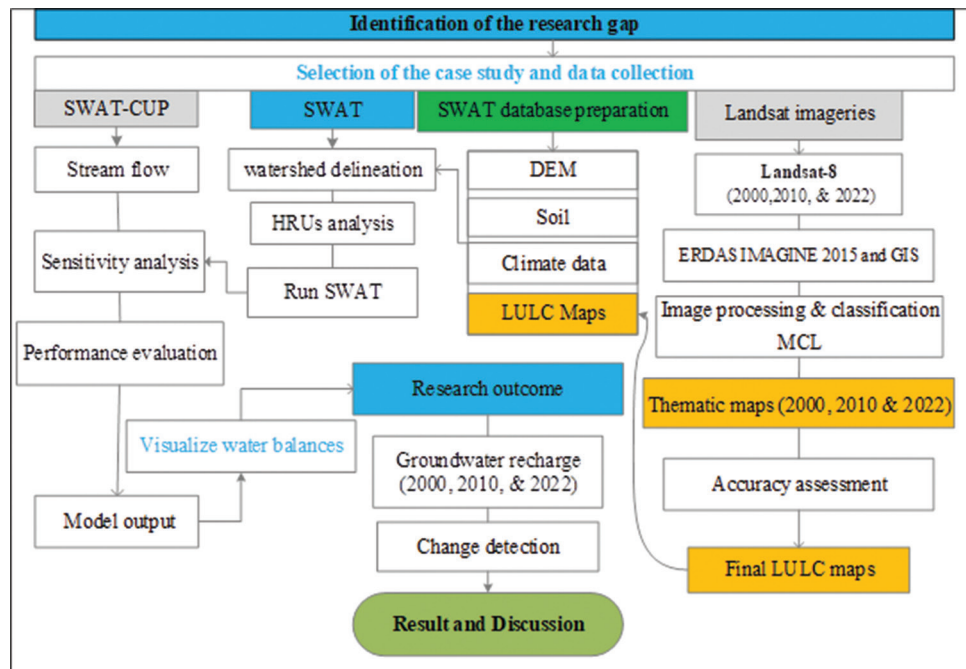 Identification of the research gap
Selection of the case study and data collection
SWAT-CUP
Stream flow
Sensitivity analysis
Performance evaluation
Model output
Visualize water balances
SWAT
watershed delineation
HRUs analysis
Run SWAT
SWAT database preparation
DEM
Soil
Climate data
LULC Maps
Landsat imageries
Landsat-8
(2000,2010, & 2022)
ERDAS IMAGINE 2015 and GIS
Image processing & classification
MCL
Thematic maps (2000, 2010 & 2022)
Accuracy assessment
Final LULC maps
Research outcome
Groundwater recharge
(2000, 2010, & 2022)
Change detection
Result and Discussion